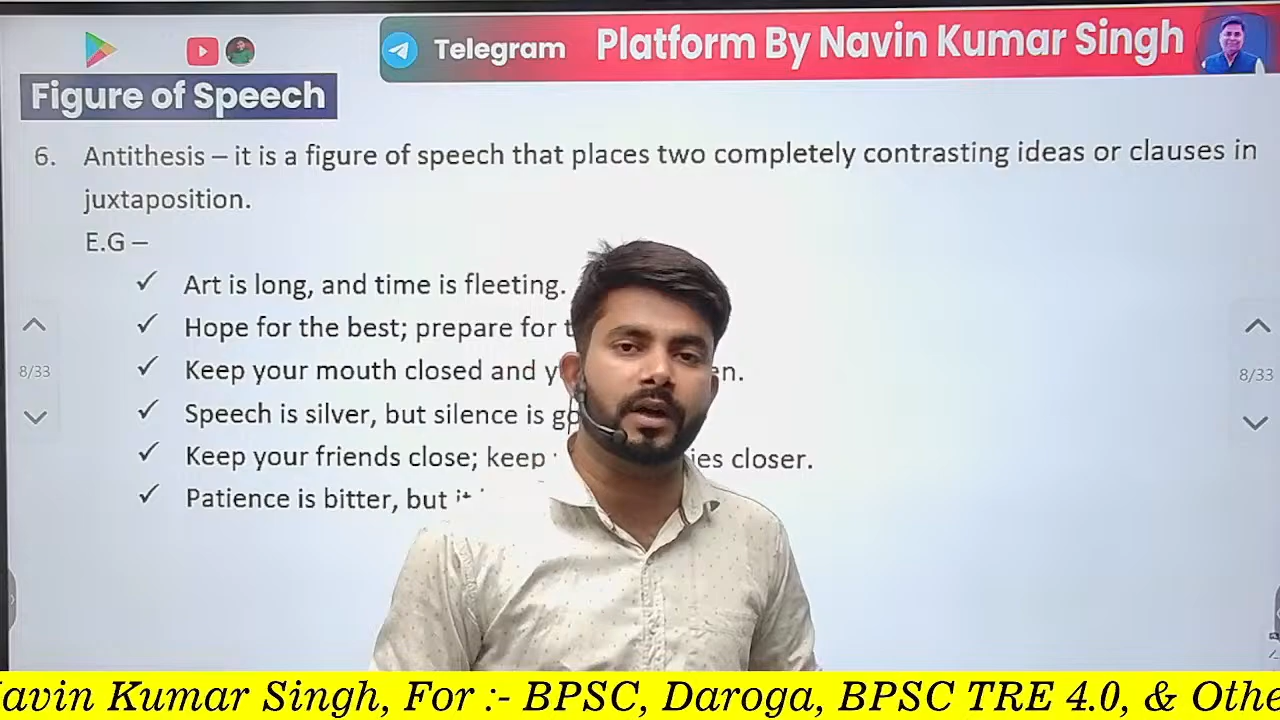 Telegram Platform By Navin Kumar Singh
Figure of Speech
6. Antithesis – it is a figure of speech that places two completely contrasting ideas or clauses in
juxtaposition.
E.G –
✓ Art is long, and time is fleeting.
✓ Hope for the best; prepare for
✓ Keep your mouth closed and
8/33
8/33
✓ Speech is silver, but silence is
✓ Keep your friends close; keep closer.
✓ Patience is bitter, but
Navin Kumar Singh, For :- BPSC, Daroga, BPSC TRE 4.0, &